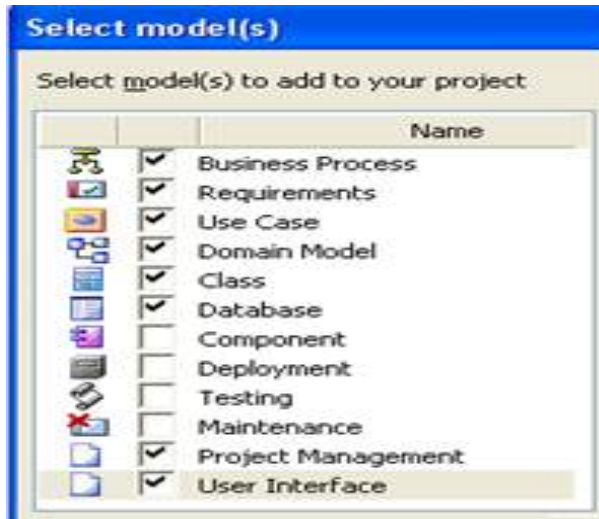 Select model(s)
Select model(s) to add to your project
Name
Business Process
Requirements
Use Case
Domain Model
Class
Database
Component
Deployment
Testing
Maintenance
Project Management
User Interface